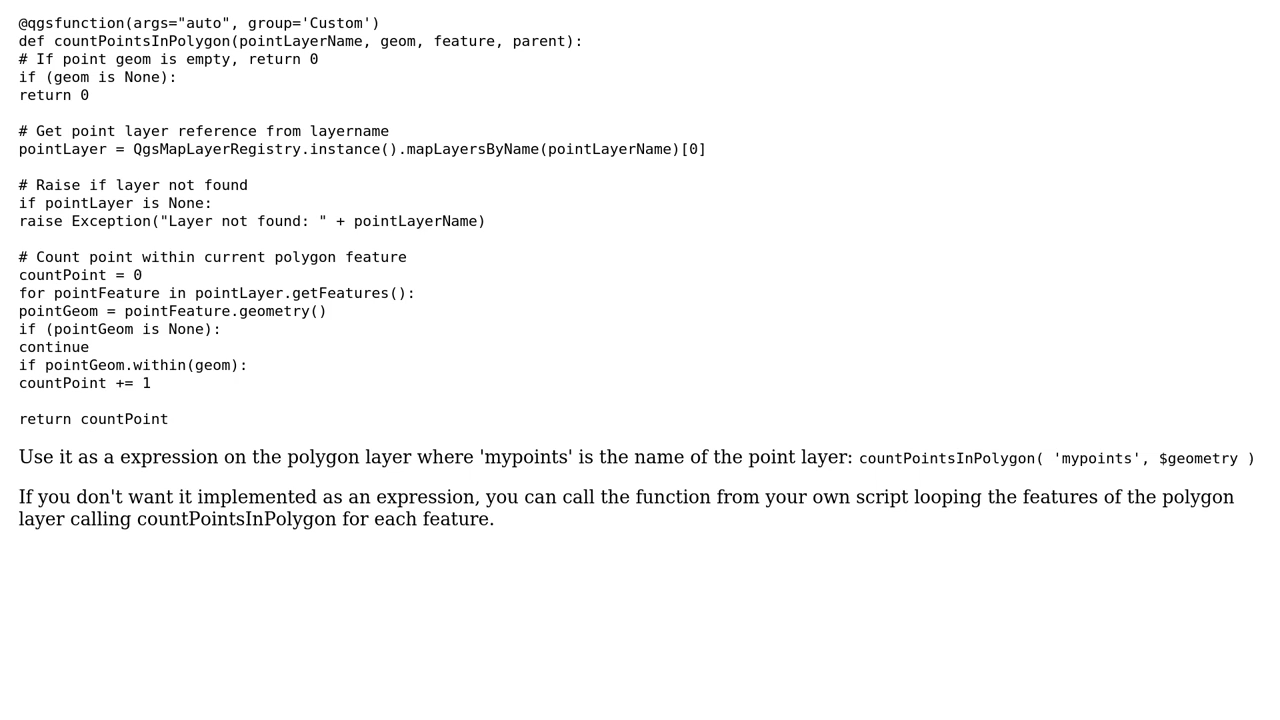 @qgsfunction(args="auto", group='Custom')
def countPointsInPolygon(pointLayerName, geom, feature, parent):
# If point geom is empty, return 0
if (geom is None):
return 0

# Get point layer reference from layername
pointLayer = QgsMapLayerRegistry.instance().mapLayersByName(pointLayerName)[0]

# Raise if layer not found
if pointLayer is None:
raise Exception("Layer not found: " + pointLayerName)

# Count point within current polygon feature
countPoint = 0
for pointFeature in pointLayer.getFeatures():
pointGeom = pointFeature.geometry()
if (pointGeom is None):
continue
if pointGeom.within(geom):
countPoint += 1

return countPoint

Use it as a expression on the polygon layer where 'mypoints' is the name of the point layer: countPointsInPolygon( 'mypoints', $geometry )

If you don't want it implemented as an expression, you can call the function from your own script looping the features of the polygon
layer calling countPointsInPolygon for each feature.